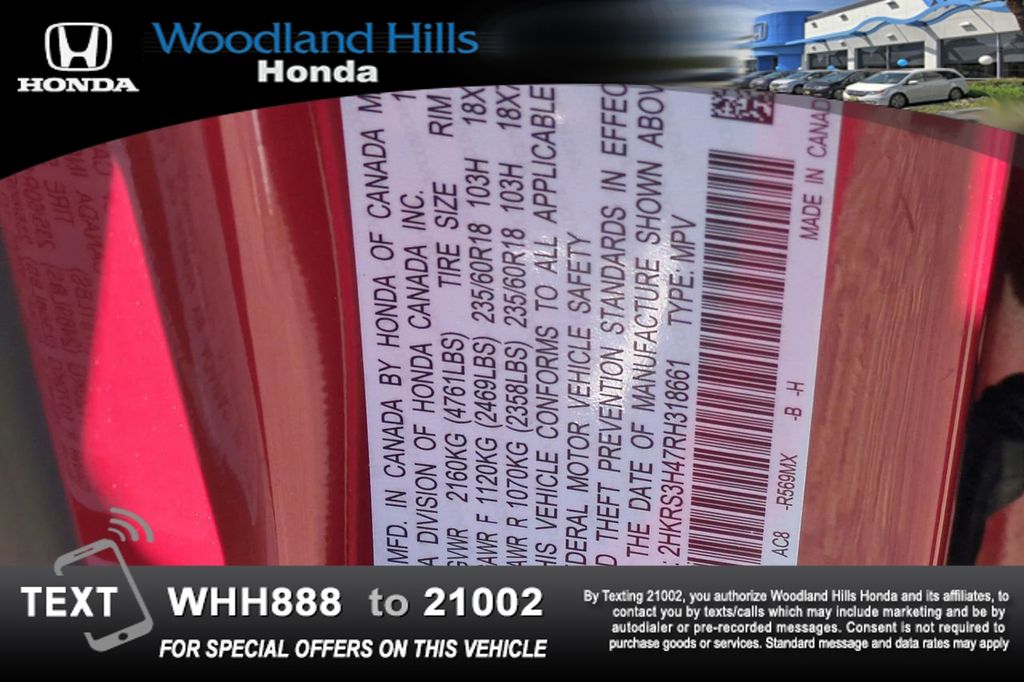 Woodland Hills
Honda
HONDA
MFD. IN CANADA BY HONDA OF CANADA M
A DIVISION OF HONDA CANADA INC.
TIRE SIZE RIM
GVWR 2160KG (4761LBS)
AWR F 1120KG (2469LBS) 235/60R18 103H 18X
AWR R 1070KG (2358LBS) 235/60R18 103H 18X7
HIS VEHICLE CONFORMS TO ALL APPLICABLE
EDERAL MOTOR VEHICLE SAFETY
D THEFT PREVENTION STANDARDS IN EFFEC
THE DATE OF MANUFACTURE SHOWN ABOV
: 2HKRS3H47RH318661 TYPE: MPV
AC8 -R569MX -B -H MADE IN CANAD
TEXT WHH888 to 21002
FOR SPECIAL OFFERS ON THIS VEHICLE
By Texting 21002, you authorize Woodland Hills Honda and its affiliates, to
contact you by texts/calls which may include marketing and be by
autodialer or pre-recorded messages. Consent is not required to
purchase goods or services. Standard message and data rates may apply